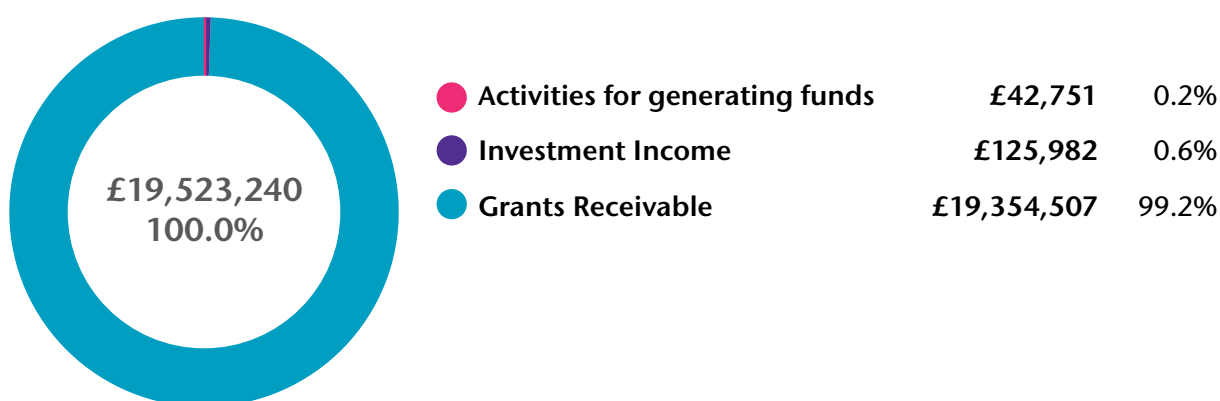 £19,523,240
100.0%
Activities for generating funds £42,751 0.2%
Investment Income £125,982 0.6%
Grants Receivable £19,354,507 99.2%